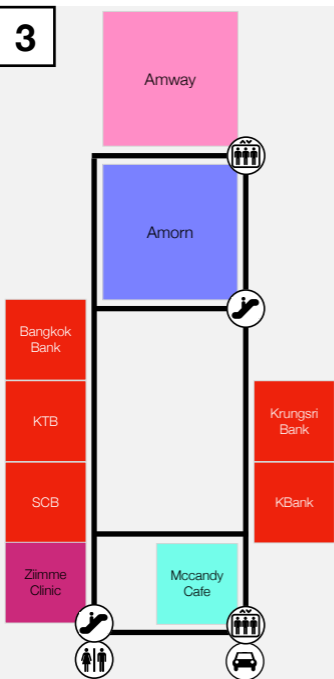 3
Amway
Amorn
Bangkok
Bank
KTB
Krungsri
Bank
SCB
KBank
Ziimme
Clinic
Mccandy
Cafe